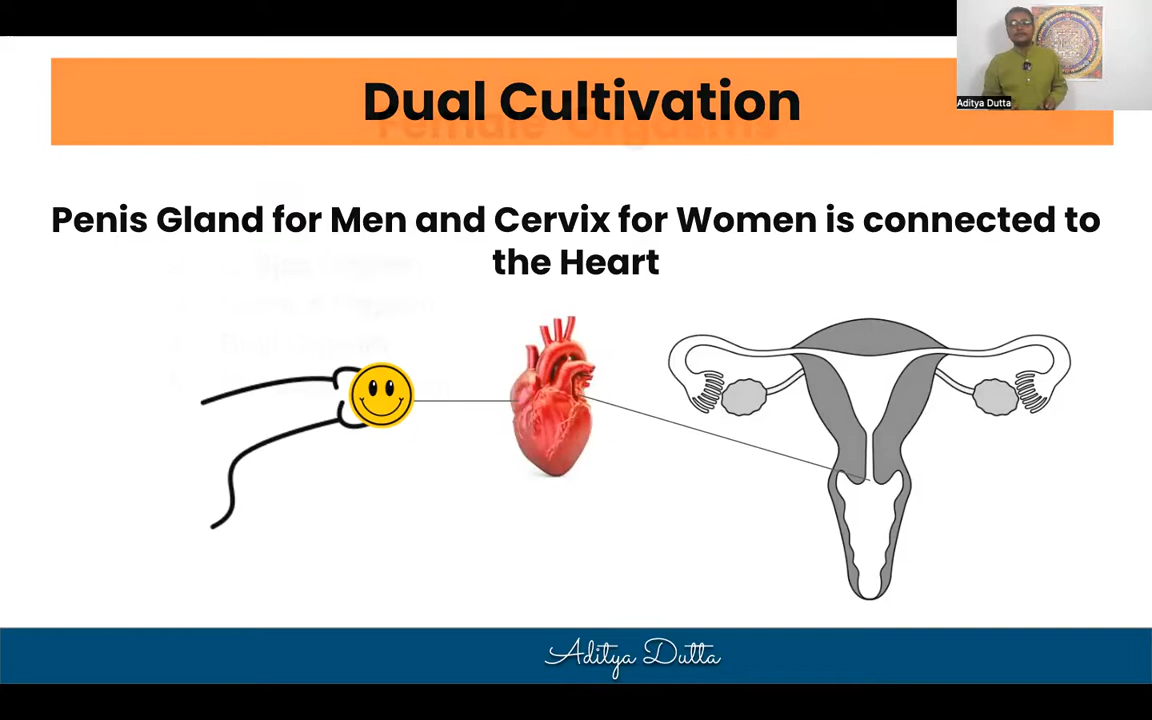 Dual Cultivation
Aditya Dutta
Penis Gland for Men and Cervix for Women is connected to
the Heart
Aditya Dutta